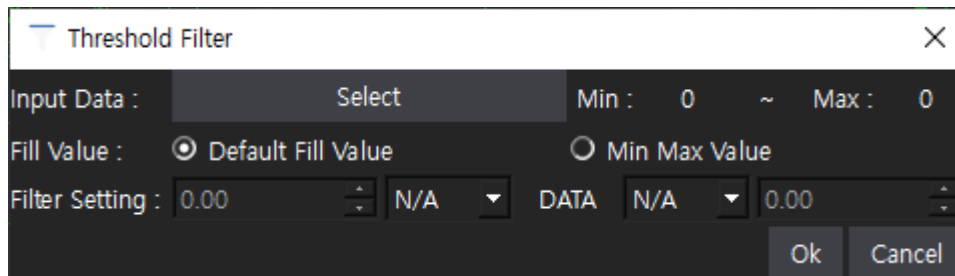 Threshold Filter
Input Data : Select Min : 0 ~ Max : 0
Fill Value : Default Fill Value Min Max Value
Filter Setting : 0.00 N/A DATA N/A 0.00
Ok Cancel